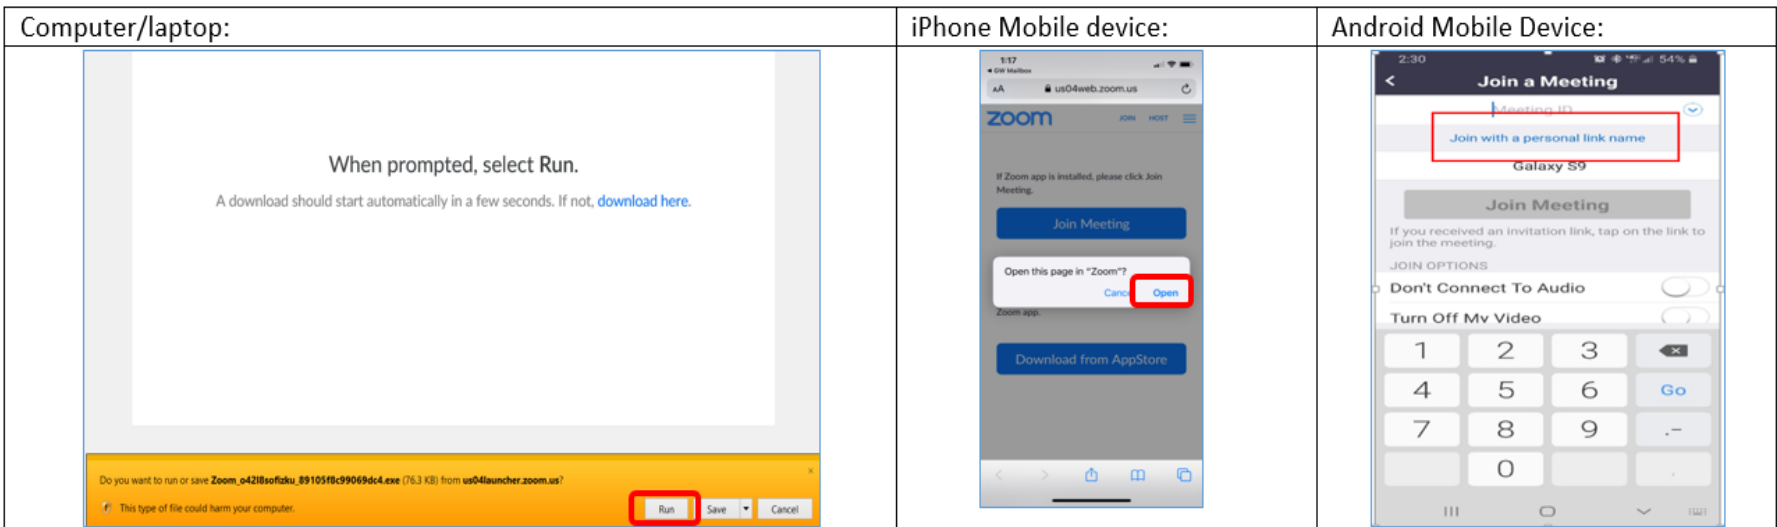 Computer/laptop:
When prompted, select Run.
A download should start automatically in a few seconds. If not, download here.
Do you want to run or save Zoom_o42l8sofizku_89105f8c99069dc4.exe (76.3 KB) from us04launcher.zoom.us?
×
This type of file could harm your computer.
Run
Save
Cancel
iPhone Mobile device:
1:17
GW Mailbox
AA
us04web.zoom.us
zoom
JOIN
HOST
If Zoom app is installed, please click Join
Meeting.
Join Meeting
Open this page in "Zoom"?
Open
Zoom app.
Download from AppStore
Android Mobile Device:
2:30
54%
Join a Meeting
Meeting ID
Join with a personal link name
Galaxy S9
Join Meeting
If you received an invitation link, tap on the link to
join the meeting.
JOIN OPTIONS
Don't Connect To Audio
Turn Off My Video
1 2 3
4 5 6 Go
7 8 9 .-
0 ,